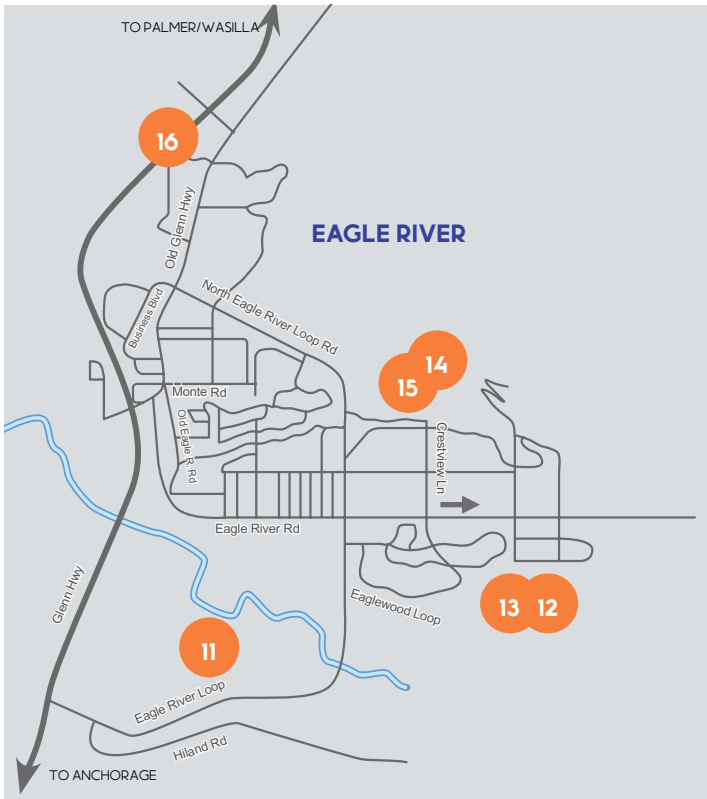 TO PALMER/WASILLA
16
EAGLE RIVER
Old Glenn Hwy
North Eagle River Loop Rd
Business Blvd
14
15
Monte Rd
Old Eagle R. Rd
Crestview Ln
Eagle River Rd
Glenn Hwy
Eaglewood Loop
13
12
11
Eagle River Loop
Hiland Rd
TO ANCHORAGE